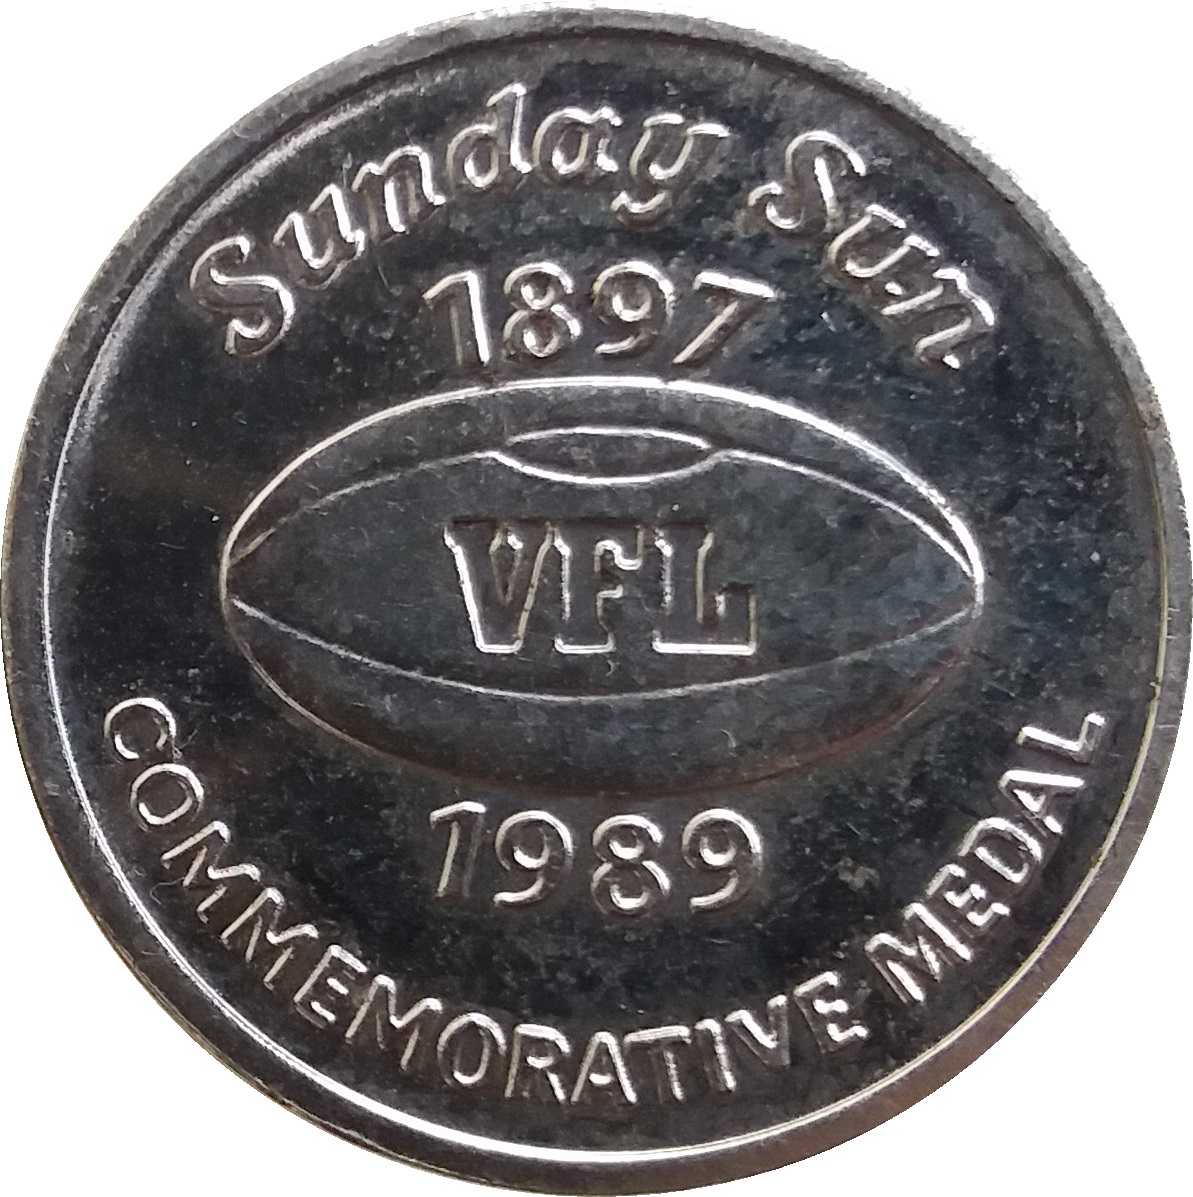 Sunday Sun
1897
VFL
1989
COMMEMORATIVE MEDAL